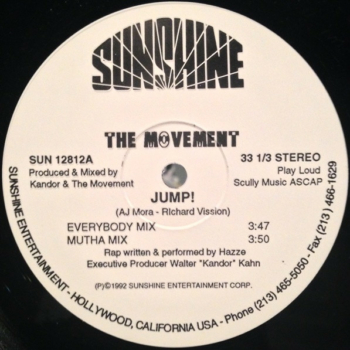 SUNSHINE
THE MOVEMENT
SUN 12812A
Produced & Mixed by
Kandor & The Movement
33 1/3 STEREO
Play Loud
Scully Music ASCAP
JUMP!
(AJ Mora - RIchard Vission)
EVERYBODY MIX 3:47
MUTHA MIX 3:50
Rap written & performed by Hazze
Executive Producer Walter "Kandor" Kahn
(P)©1992 SUNSHINE ENTERTAINMENT CORP.
SUNSHINE ENTERTAINMENT - HOLLYWOOD, CALIFORNIA USA - Phone (213) 465-5050 - Fax (213) 466-1629